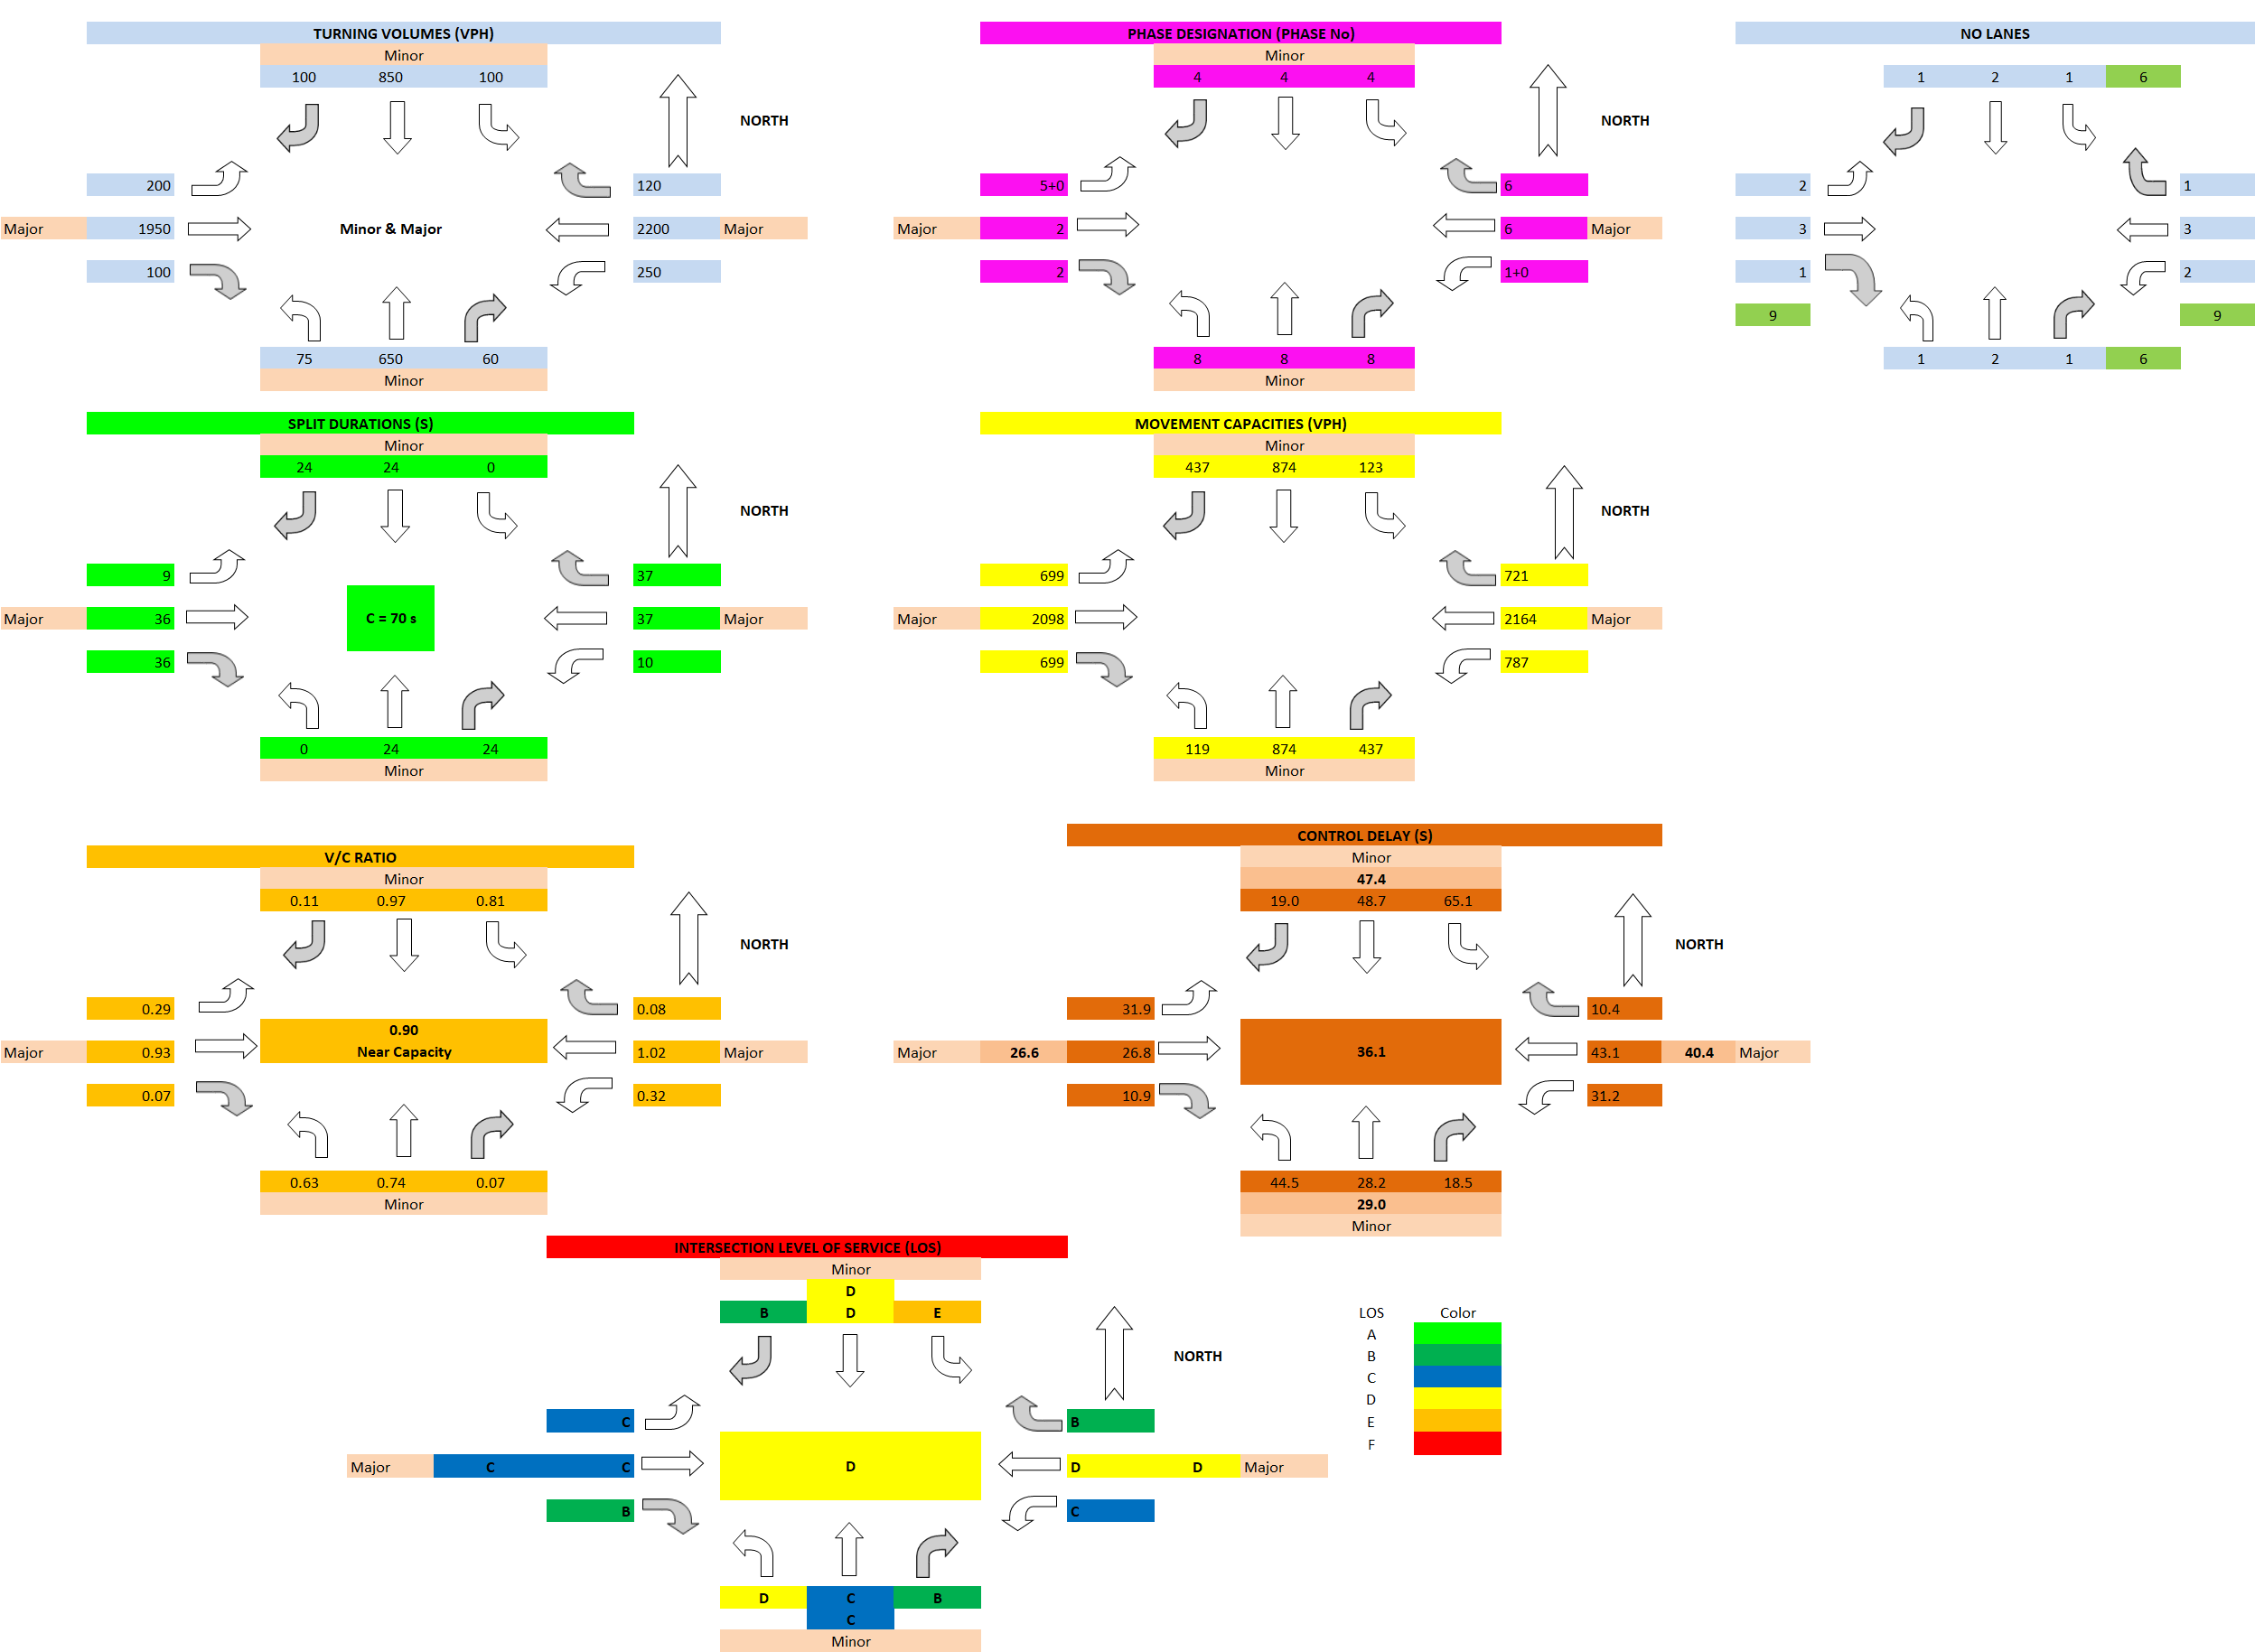 TURNING VOLUMES (VPH) PHASE DESIGNATION (PHASE No) NO LANES
Minor Minor
100 850 100 4 4 4 1 2 1 6
NORTH NORTH
200 120 5+0 6 2 1
Major 1950 Minor & Major 2200 Major Major 2 6 Major 3 3
100 250 2 1+0 1 2
9 9
75 650 60 8 8 8 1 2 1 6
Minor Minor
SPLIT DURATIONS (S) MOVEMENT CAPACITIES (VPH)
Minor Minor
24 24 0 437 874 123
NORTH NORTH
9 37 699 721
Major 36 C = 70 s 37 Major Major 2098 2164 Major
36 10 699 787
0 24 24 119 874 437
Minor Minor
CONTROL DELAY (S)
V/C RATIO Minor
Minor 47.4
0.11 0.97 0.81 19.0 48.7 65.1
NORTH NORTH
0.29 0.08 31.9 10.4
0.90
Major 0.93 Near Capacity 1.02 Major Major 26.6 26.8 36.1 43.1 40.4 Major
0.07 0.32 10.9 31.2
0.63 0.74 0.07 44.5 28.2 18.5
Minor 29.0
Minor
INTERSECTION LEVEL OF SERVICE (LOS)
Minor
D
B D E LOS Color
A
NORTH B
C
D
C B E
F
Major C C D D D Major
B C
D C B
C
Minor